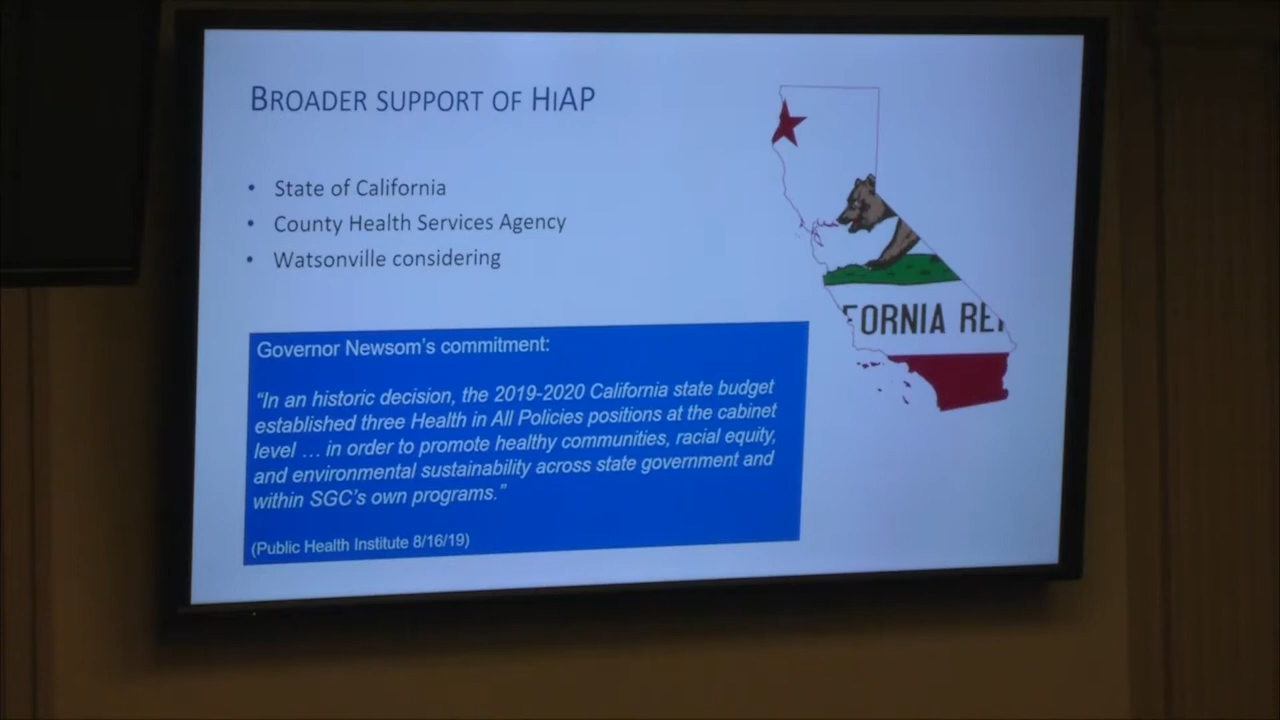 BROADER SUPPORT OF HIAP
• State of California
• County Health Services Agency
• Watsonville considering
Governor Newsom's commitment:
“In an historic decision, the 2019-2020 California state budget
established three Health in All Policies positions at the cabinet
level … in order to promote healthy communities, racial equity,
and environmental sustainability across state government and
within SGC's own programs.”
(Public Health Institute 8/16/19)
FORNIA RE